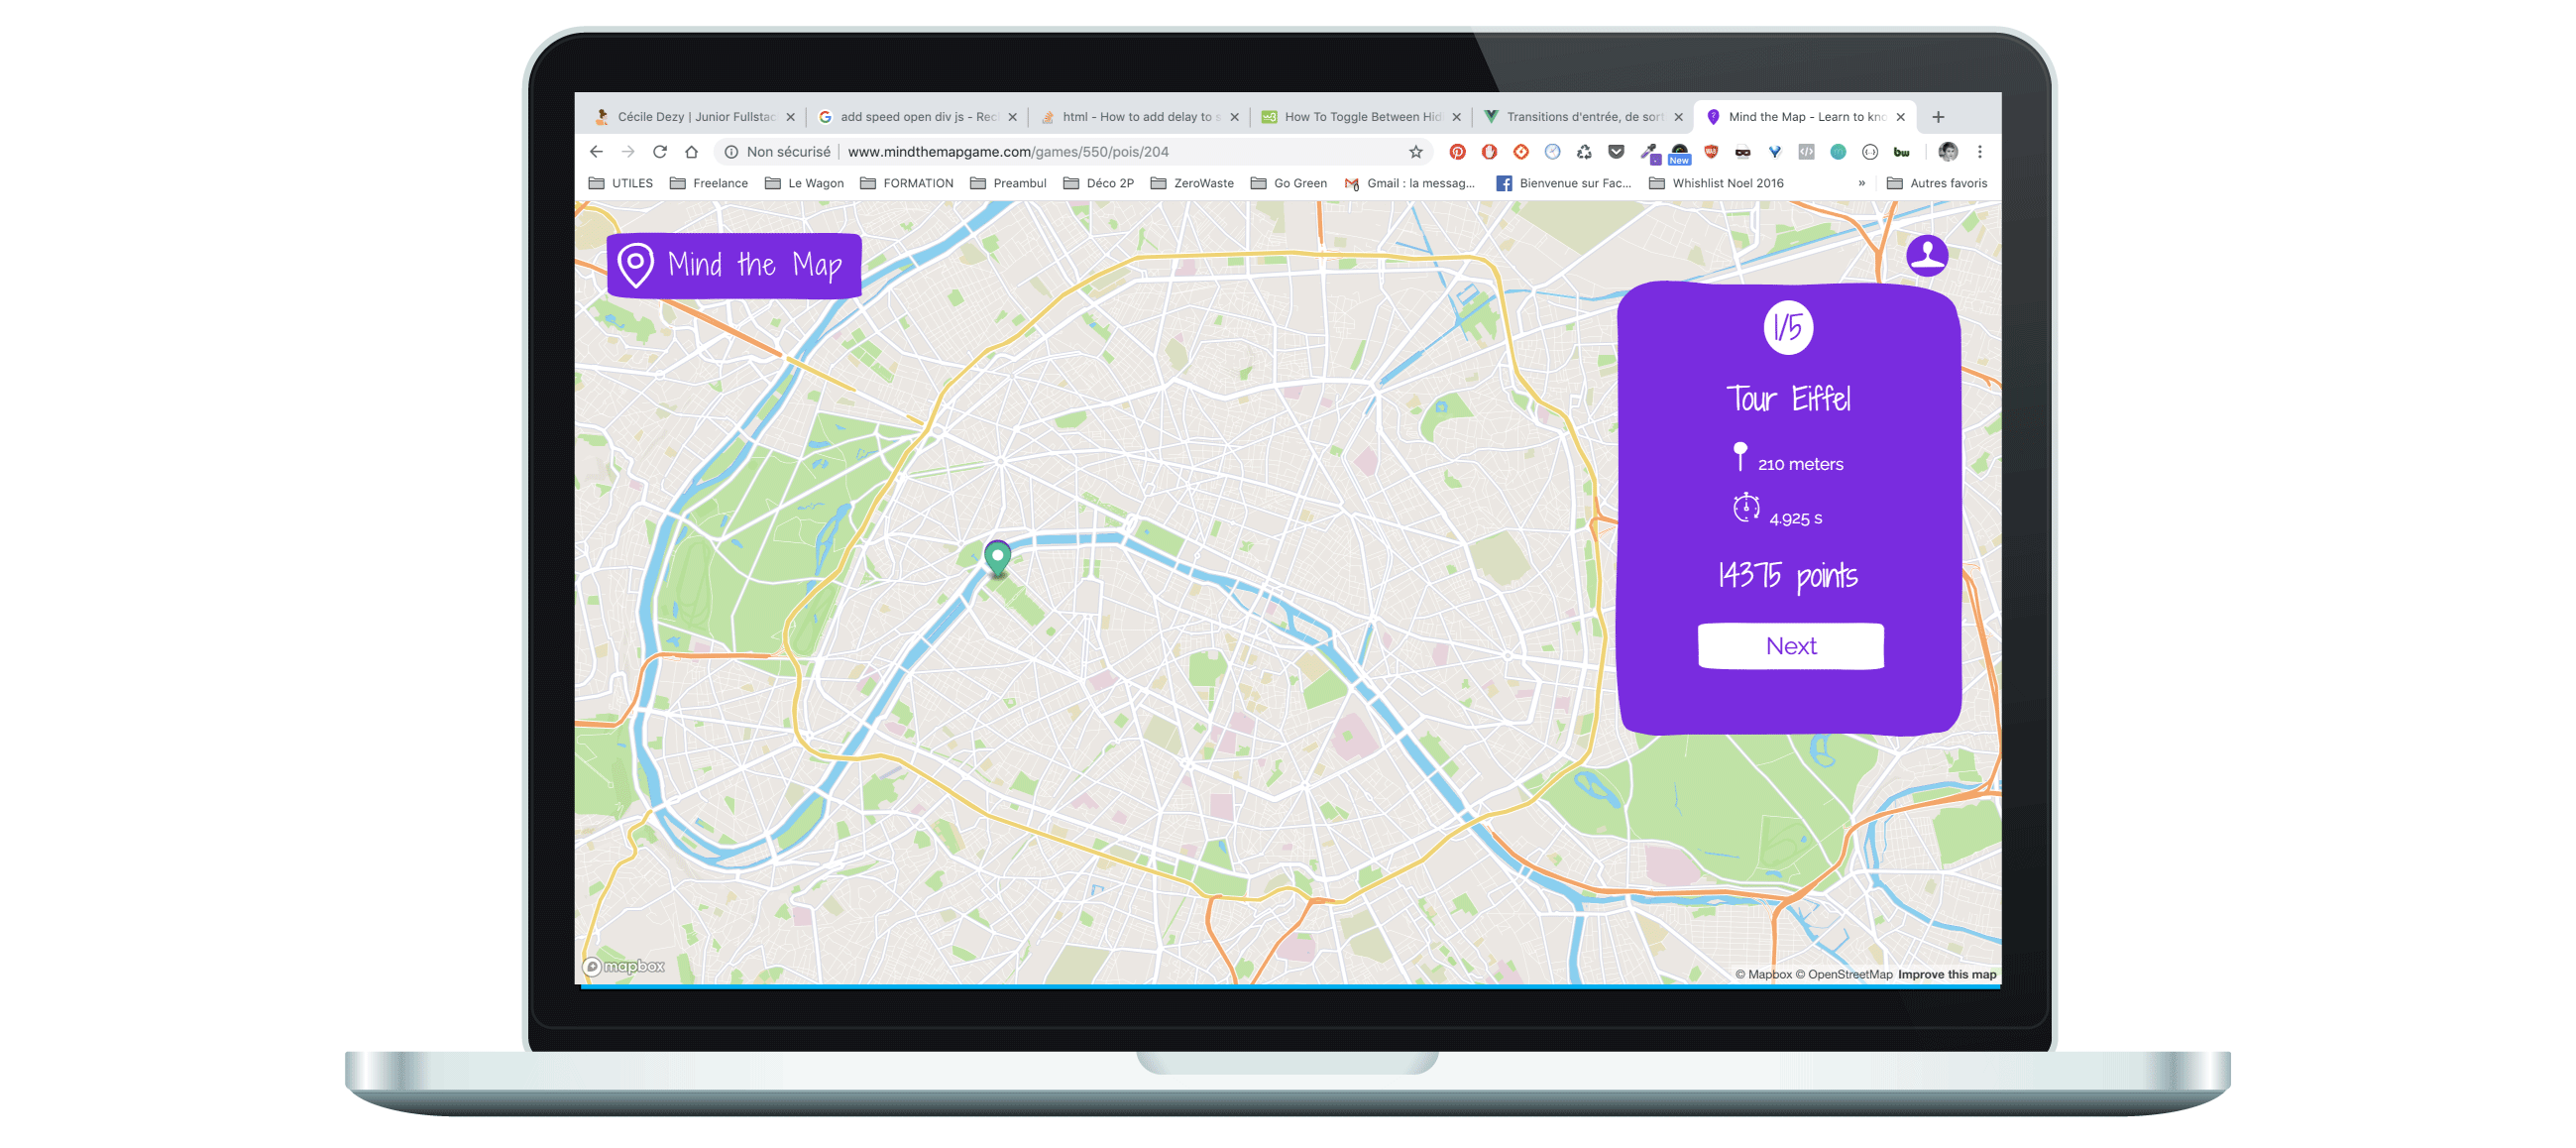 Cécile Dezy | Junior Fullstac
add speed open div js - Rec
html - How to add delay to s
How To Toggle Between Hid
Transitions d'entrée, de sort
Mind the Map - Learn to kno
Non sécurisé
www.mindthemapgame.com/games/550/pois/204
New
UTILES
Freelance
Le Wagon
FORMATION
Preambul
Déco 2P
ZeroWaste
Go Green
Gmail : la messag...
Bienvenue sur Fac...
Whishlist Noel 2016
»
Autres favoris
Mind the Map
1/5
Tour Eiffel
210 meters
4.925 s
14375 points
Next
mapbox
© Mapbox © OpenStreetMap Improve this map